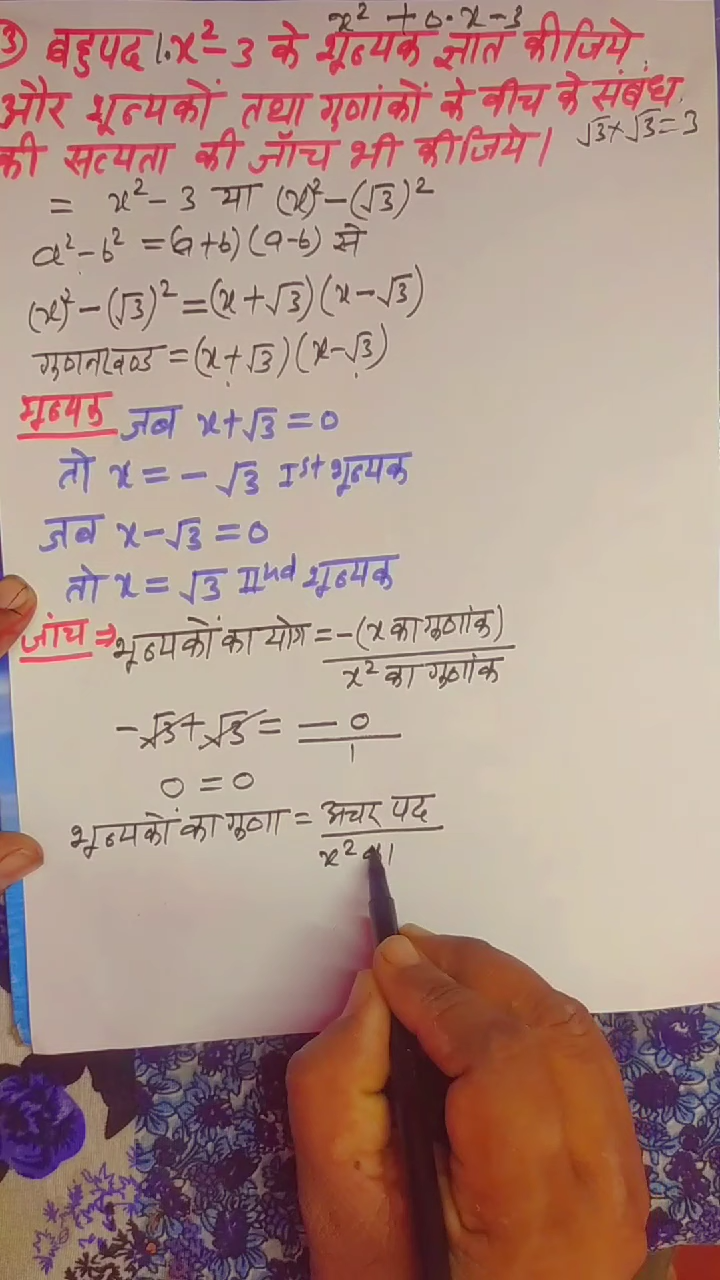 x² + 0.x - 3
③ बहुपद 1.x² - 3 के शून्यक ज्ञात कीजिये
और शून्यकों तथा गुणांकों के बीच के संबंध
की सत्यता की जॉच भी कीजिये।
√3×√3=3
= x² - 3 या (x)² - (√3)²
a² - b² = (a+b)(a-b) से
(x)² - (√3)² = (x+√3)(x-√3)
गुणनखण्ड = (x+√3)(x-√3)
शून्यक जब x+√3 = 0
तो x = -√3 Ist शून्यक
जब x-√3 = 0
तो x = √3 IInd शून्यक
जांच ⇒ शून्यकों का योग = -(x का गुणांक)
x² का गुणांक
-√3+√3 = -0
1
0 = 0
शून्यकों का गुणा = अचर पद
x²